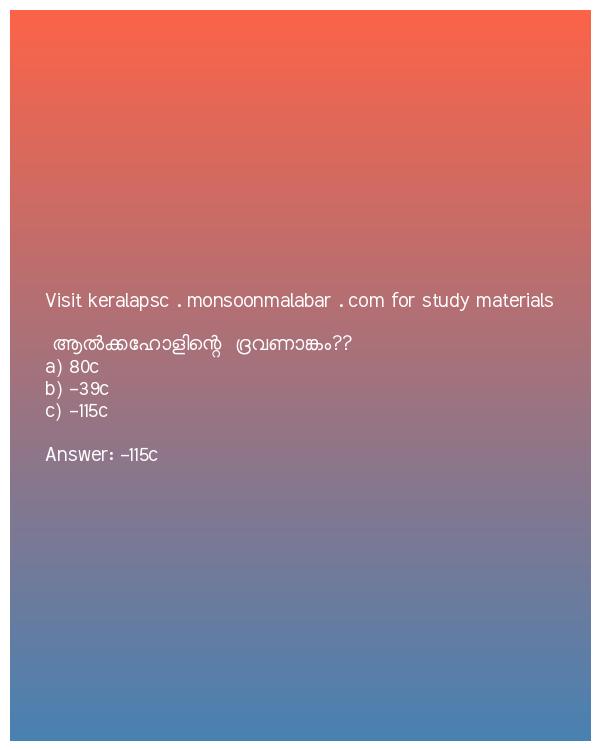 Visit keralapsc . monsoonmalabar . com for study materials
ആൽക്കഹോളിന്റെ ദ്രവണാങ്കം??
a) 80c
b) -39c
c) -115c
Answer: -115c